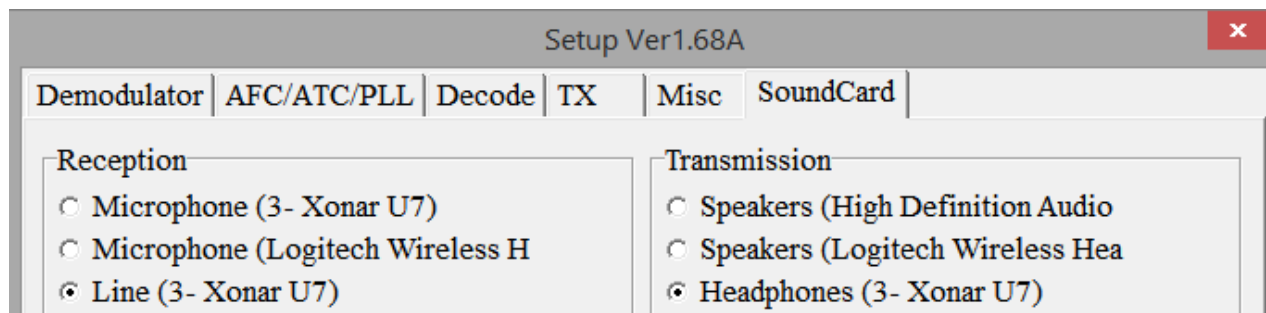 Setup Ver1.68A
Demodulator AFC/ATC/PLL Decode TX Misc SoundCard
Reception
Microphone (3- Xonar U7)
Microphone (Logitech Wireless H
Line (3- Xonar U7)
Transmission
Speakers (High Definition Audio
Speakers (Logitech Wireless Hea
Headphones (3- Xonar U7)